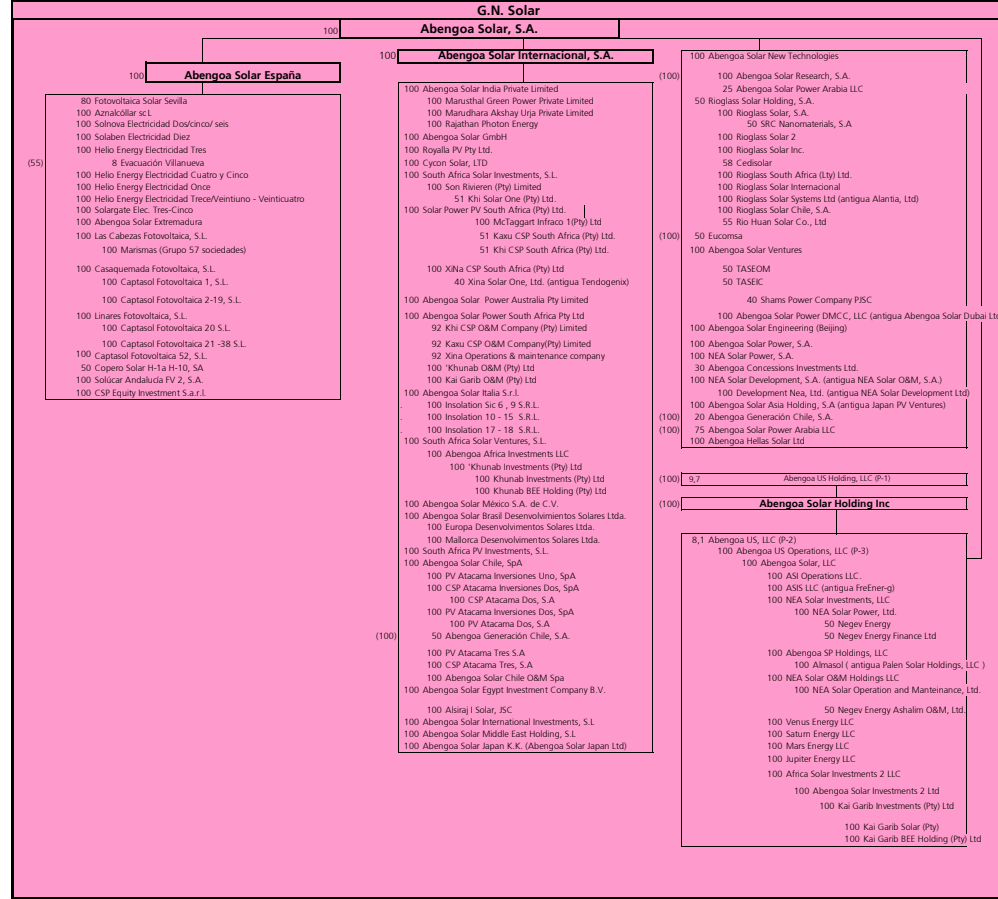 G.N. Solar
100 Abengoa Solar, S.A.
100 Abengoa Solar España
80 Fotovoltaica Solar Sevilla
100 Aznalcóllar scL
100 Solnova Electricidad Dos/cinco/ seis
100 Solaben Electricidad Diez
100 Helio Energy Electricidad Tres
(55) 8 Evacuación Villanueva
100 Helio Energy Electricidad Cuatro y Cinco
100 Helio Energy Electricidad Once
100 Helio Energy Electricidad Trece/Veintiuno - Veinticuatro
100 Solargate Elec. Tres-Cinco
100 Abengoa Solar Extremadura
100 Las Cabezas Fotovoltaica, S.L.
100 Marismas (Grupo 57 sociedades)
100 Casaquemada Fotovoltaica, S.L.
100 Captasol Fotovoltaica 1, S.L.
100 Captasol Fotovoltaica 2-19, S.L.
100 Linares Fotovoltaica, S.L.
100 Captasol Fotovoltaica 20 S.L.
100 Captasol Fotovoltaica 21 -38 S.L.
100 Captasol Fotovoltaica 52, S.L.
50 Copero Solar H-1a H-10, SA
100 Solúcar Andalucía FV 2, S.A.
100 CSP Equity Investment S.a.r.l.
100 Abengoa Solar Internacional, S.A.
100 Abengoa Solar India Private Limited
100 Marusthal Green Power Private Limited
100 Marudhara Akshay Urja Private Limited
100 Rajathan Photon Energy
100 Abengoa Solar GmbH
100 Royalla PV Pty Ltd.
100 Cycon Solar, LTD
100 South Africa Solar Investments, S.L.
100 Son Rivieren (Pty) Limited
51 Khi Solar One (Pty) Ltd.
100 Solar Power PV South Africa (Pty) Ltd.
100 McTaggart Infraco 1(Pty) Ltd
51 Kaxu CSP South Africa (Pty) Ltd.
51 Khi CSP South Africa (Pty) Ltd.
100 XiNa CSP South Africa (Pty) Ltd
40 Xina Solar One, Ltd. (antigua Tendogenix)
100 Abengoa Solar Power Australia Pty Limited
100 Abengoa Solar Power South Africa Pty Ltd
92 Khi CSP O&M Company (Pty) Limited
92 Kaxu CSP O&M Company(Pty) Limited
92 Xina Operations & maintenance company
100 'Khunab O&M (Pty) Ltd
100 Kai Garib O&M (Pty) Ltd
100 Abengoa Solar Italia S.r.l.
100 Insolation Sic 6 , 9 S.R.L.
100 Insolation 10 - 15 S.R.L.
100 Insolation 17 - 18 S.R.L.
100 South Africa Solar Ventures, S.L.
100 Abengoa Africa Investments LLC
100 'Khunab Investments (Pty) Ltd
100 Khunab Investments (Pty) Ltd
100 Khunab BEE Holding (Pty) Ltd
100 Abengoa Solar México S.A. de C.V.
100 Abengoa Solar Brasil Desenvolvimientos Solares Ltda.
100 Europa Desenvolvimentos Solares Ltda.
100 Mallorca Desenvolvimentos Solares Ltda.
100 South Africa PV Investments, S.L.
100 Abengoa Solar Chile, SpA
100 PV Atacama Inversiones Uno, SpA
100 CSP Atacama Inversiones Dos, SpA
100 CSP Atacama Dos, S.A
100 PV Atacama Inversiones Dos, SpA
100 PV Atacama Dos, S.A
(100) 50 Abengoa Generación Chile, S.A.
100 PV Atacama Tres S.A
100 CSP Atacama Tres, S.A
100 Abengoa Solar Chile O&M Spa
100 Abengoa Solar Egypt Investment Company B.V.
100 Alsiraj I Solar, JSC
100 Abengoa Solar International Investments, S.L
100 Abengoa Solar Middle East Holding, S.L
100 Abengoa Solar Japan K.K. (Abengoa Solar Japan Ltd)
100 Abengoa Solar New Technologies
(100) 100 Abengoa Solar Research, S.A.
25 Abengoa Solar Power Arabia LLC
50 Rioglass Solar Holding, S.A.
100 Rioglass Solar, S.A.
50 SRC Nanomaterials, S.A
100 Rioglass Solar 2
100 Rioglass Solar Inc.
58 Cedisolar
100 Rioglass South Africa (Pty) Ltd.
100 Rioglass Solar Internacional
100 Rioglass Solar Systems Ltd (antigua Alantia, Ltd)
100 Rioglass Solar Chile, S.A.
55 Rio Huan Solar Co., Ltd
(100) 50 Eucomsa
100 Abengoa Solar Ventures
50 TASEOM
50 TASEIC
40 Shams Power Company PJSC
100 Abengoa Solar Power DMCC, LLC (antigua Abengoa Solar Dubai Ltd
100 Abengoa Solar Engineering (Beijing)
100 Abengoa Solar Power, S.A.
100 NEA Solar Power, S.A.
30 Abengoa Concessions Investments Ltd.
100 NEA Solar Development, S.A. (antigua NEA Solar O&M, S.A.)
100 Development Nea, Ltd. (antigua NEA Solar Development Ltd)
100 Abengoa Solar Asia Holding, S.A (antigua Japan PV Ventures)
(100) 20 Abengoa Generación Chile, S.A.
(100) 75 Abengoa Solar Power Arabia LLC
100 Abengoa Hellas Solar Ltd
(100) 9,7 Abengoa US Holding, LLC (P-1)
(100) Abengoa Solar Holding Inc
8,1 Abengoa US, LLC (P-2)
100 Abengoa US Operations, LLC (P-3)
100 Abengoa Solar, LLC
100 ASI Operations LLC.
100 ASIS LLC (antigua FreEner-g)
100 NEA Solar Investments, LLC
100 NEA Solar Power, Ltd.
50 Negev Energy
50 Negev Energy Finance Ltd
100 Abengoa SP Holdings, LLC
100 Almasol ( antigua Palen Solar Holdings, LLC )
100 NEA Solar O&M Holdings LLC
100 NEA Solar Operation and Manteinance, Ltd.
50 Negev Energy Ashalim O&M, Ltd.
100 Venus Energy LLC
100 Saturn Energy LLC
100 Mars Energy LLC
100 Jupiter Energy LLC
100 Africa Solar Investments 2 LLC
100 Abengoa Solar Investments 2 Ltd
100 Kai Garib Investments (Pty) Ltd
100 Kai Garib Solar (Pty)
100 Kai Garib BEE Holding (Pty) Ltd